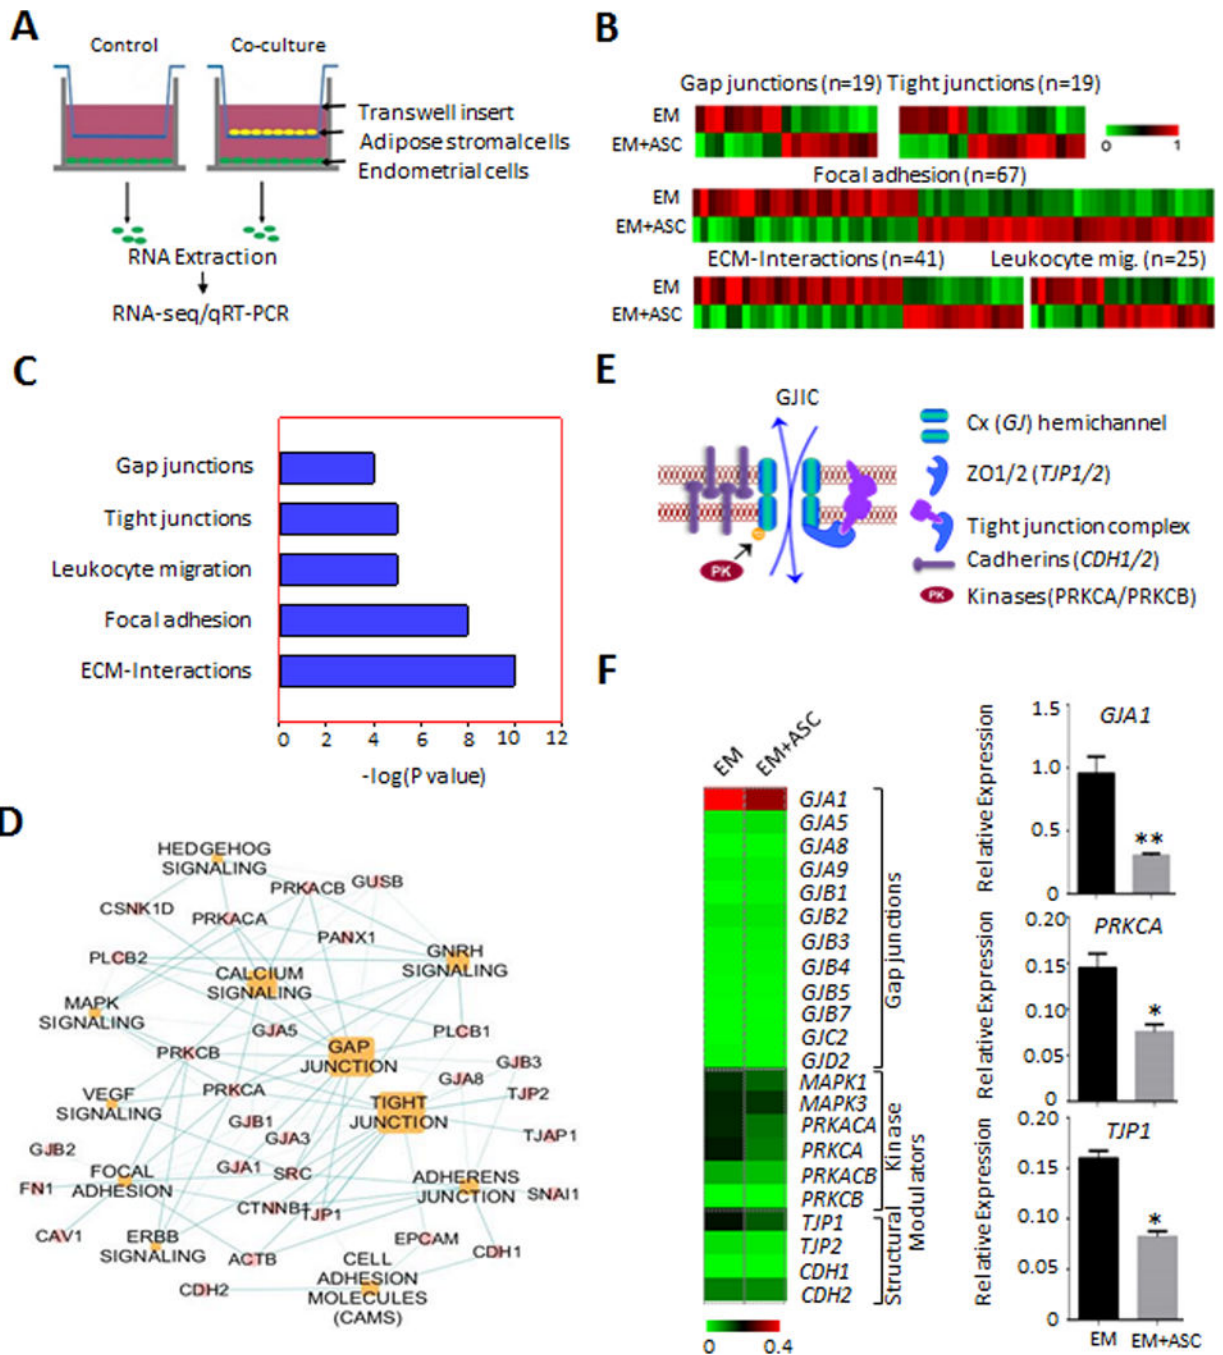 A
Control
Co-culture
Transwell insert
Adipose stromal cells
Endometrial cells
RNA Extraction
RNA-seq/qRT-PCR
B
Gap junctions (n=19)
Tight junctions (n=19)
EM
EM+ASC
0
1
Focal adhesion (n=67)
EM
EM+ASC
ECM-Interactions (n=41)
Leukocyte mig. (n=25)
EM
EM+ASC
C
Gap junctions
Tight junctions
Leukocyte migration
Focal adhesion
ECM-Interactions
0 2 4 6 8 10 12
-log(P value)
D
HEDGEHOG
SIGNALING
PRKACB
GUSB
CSNK1D
PRKACA
PANX1
PLCB2
GNRH
SIGNALING
CALCIUM
SIGNALING
MAPK
SIGNALING
GJA5
PLCB1
GAP
JUNCTION
PRKCB
GJB3
GJA8
PRKCA
TJP2
VEGF
SIGNALING
TIGHT
JUNCTION
GJB1
GJA3
TJAP1
GJB2
GJA1
SRC
FOCAL
ADHESION
ADHERENS
JUNCTION
FN1
SNAI1
CTNNB1
TJP1
CAV1
ERBB
SIGNALING
EPCAM
CDH1
ACTB
CELL
ADHESION
MOLECULES
(CAMS)
CDH2
E
GJIC
PK
Cx (GJ) hemichannel
ZO1/2 (TJP1/2)
Tight junction complex
Cadherins (CDH1/2)
PK
Kinases(PRKCA/PRKCB)
F
EM
EM+ASC
GJA1
GJA5
GJA8
GJA9
GJB1
GJB2
GJB3
GJB4
GJB5
GJB7
GJC2
GJD2
MAPK1
MAPK3
PRKACA
PRKCA
PRKACB
PRKCB
TJP1
TJP2
CDH1
CDH2
Gap junctions
Kinase
Structural
Modulators
0
0.4
Relative Expression
1.5
1.0
0.5
0
GJA1
**
Relative Expression
0.20
0.15
0.10
0.05
0
PRKCA
*
Relative Expression
0.20
0.15
0.10
0.05
0
TJP1
*
EM
EM+ASC